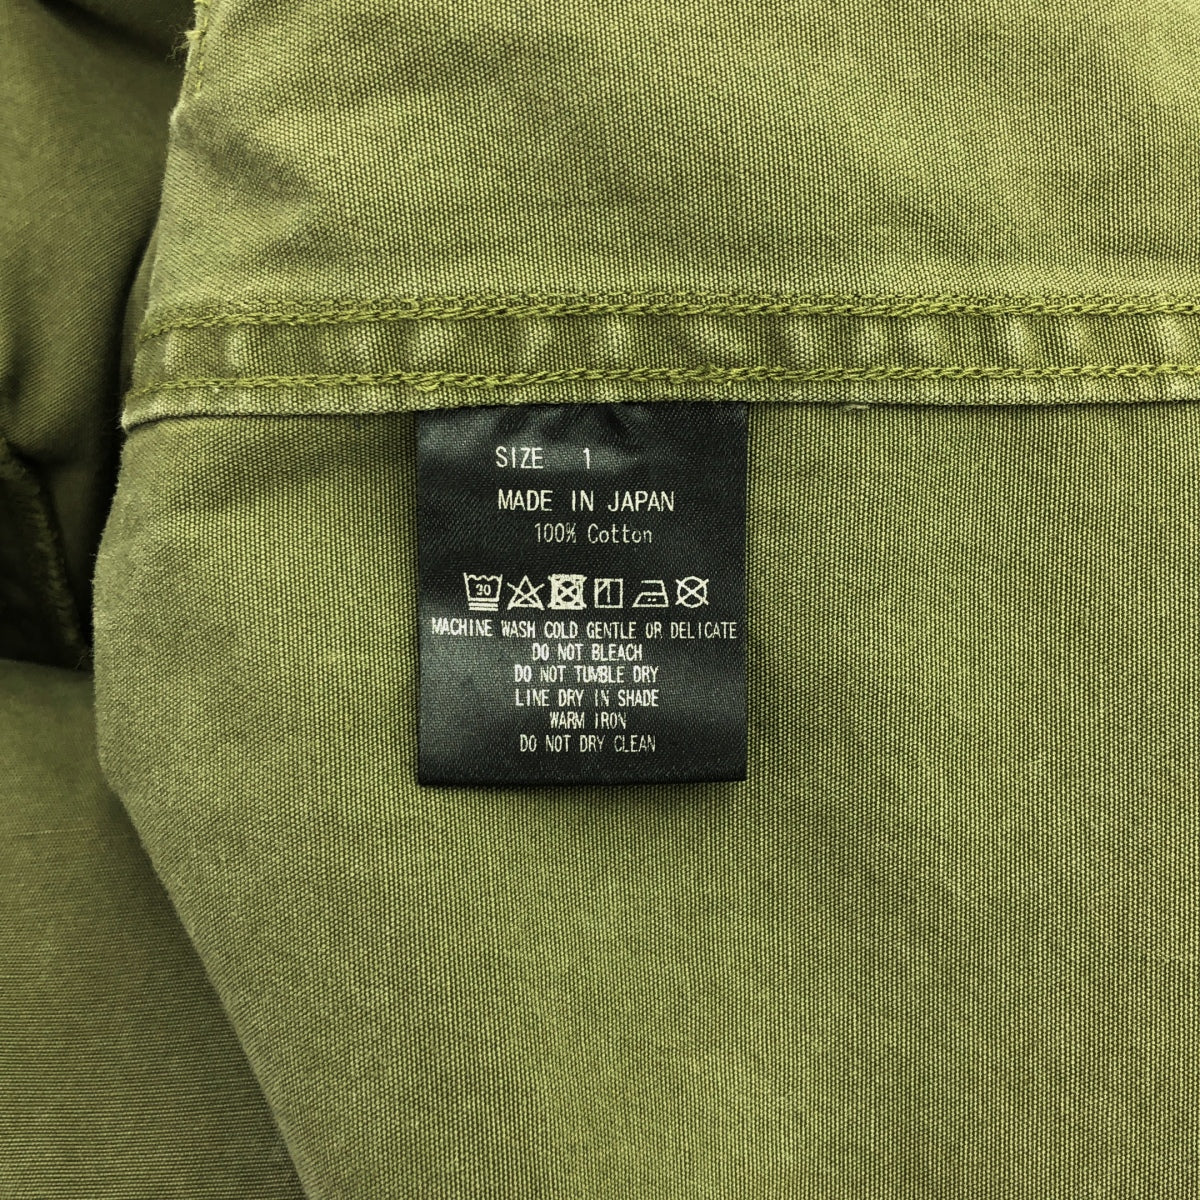 SIZE 1
MADE IN JAPAN
100% Cotton
30
MACHINE WASH COLD GENTLE OR DELICATE
DO NOT BLEACH
DO NOT TUMBLE DRY
LINE DRY IN SHADE
WARM IRON
DO NOT DRY CLEAN